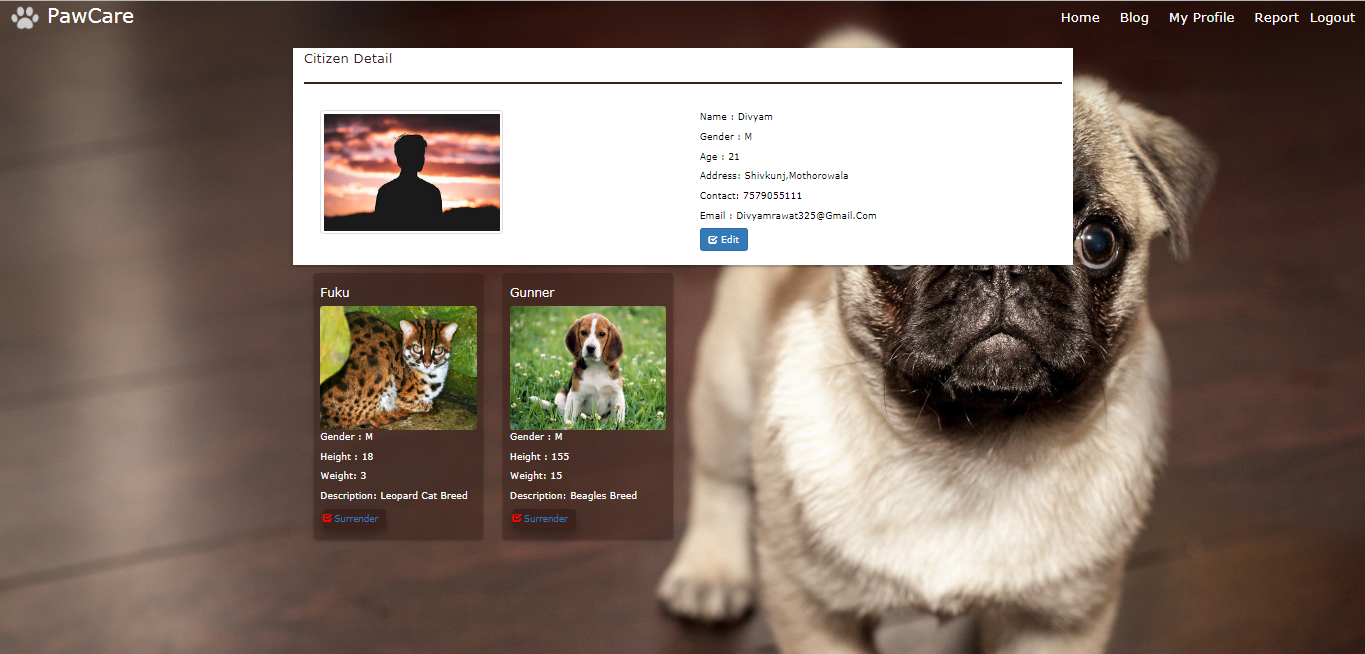 PawCare
Home Blog My Profile Report Logout
Citizen Detail
Name : Divyam
Gender : M
Age : 21
Address: Shivkunj,Mothorowala
Contact: 7579055111
Email : Divyamrawat325@Gmail.Com
Edit
Fuku
Gender : M
Height : 18
Weight: 3
Description: Leopard Cat Breed
Surrender
Gunner
Gender : M
Height : 155
Weight: 15
Description: Beagles Breed
Surrender